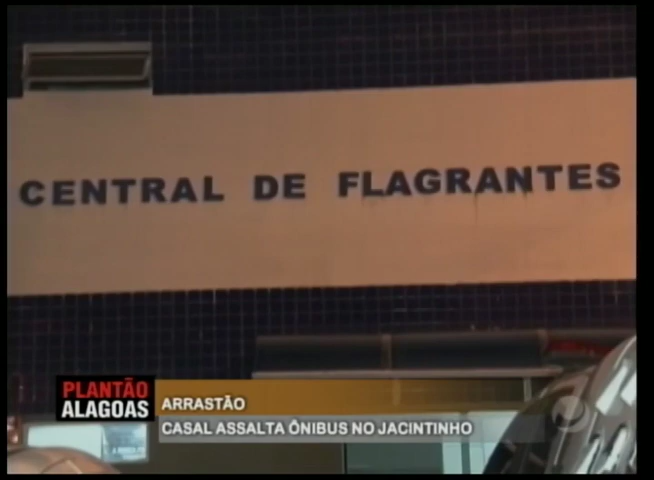 CENTRAL DE FLAGRANTES
PLANTÃO
ALAGOAS
ARRASTÃO
CASAL ASSALTA ÔNIBUS NO JACINTINHO